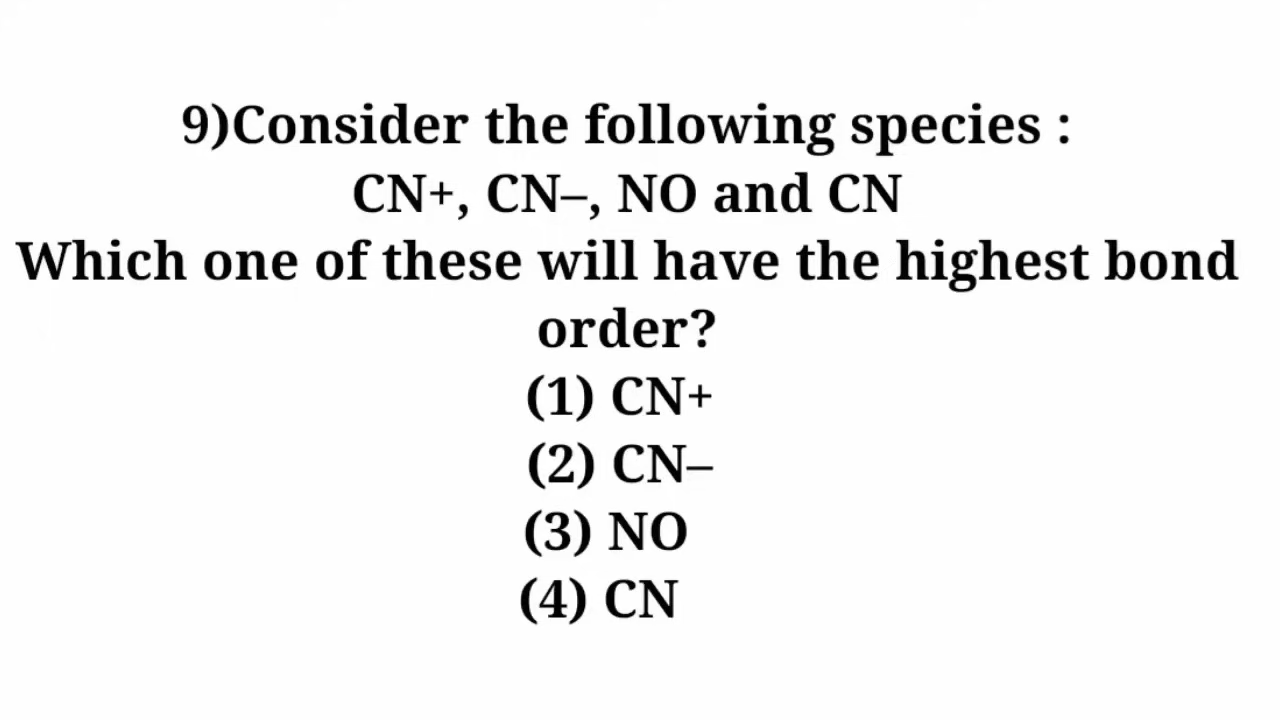 9)Consider the following species :
CN+, CN–, NO and CN
Which one of these will have the highest bond
order?
(1) CN+
(2) CN–
(3) NO
(4) CN